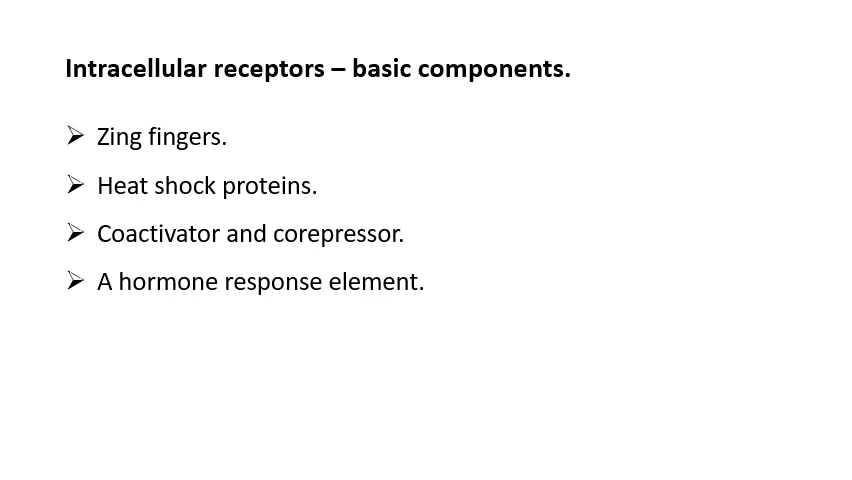 Intracellular receptors – basic components.
➢ Zing fingers.
➢ Heat shock proteins.
➢ Coactivator and corepressor.
➢ A hormone response element.